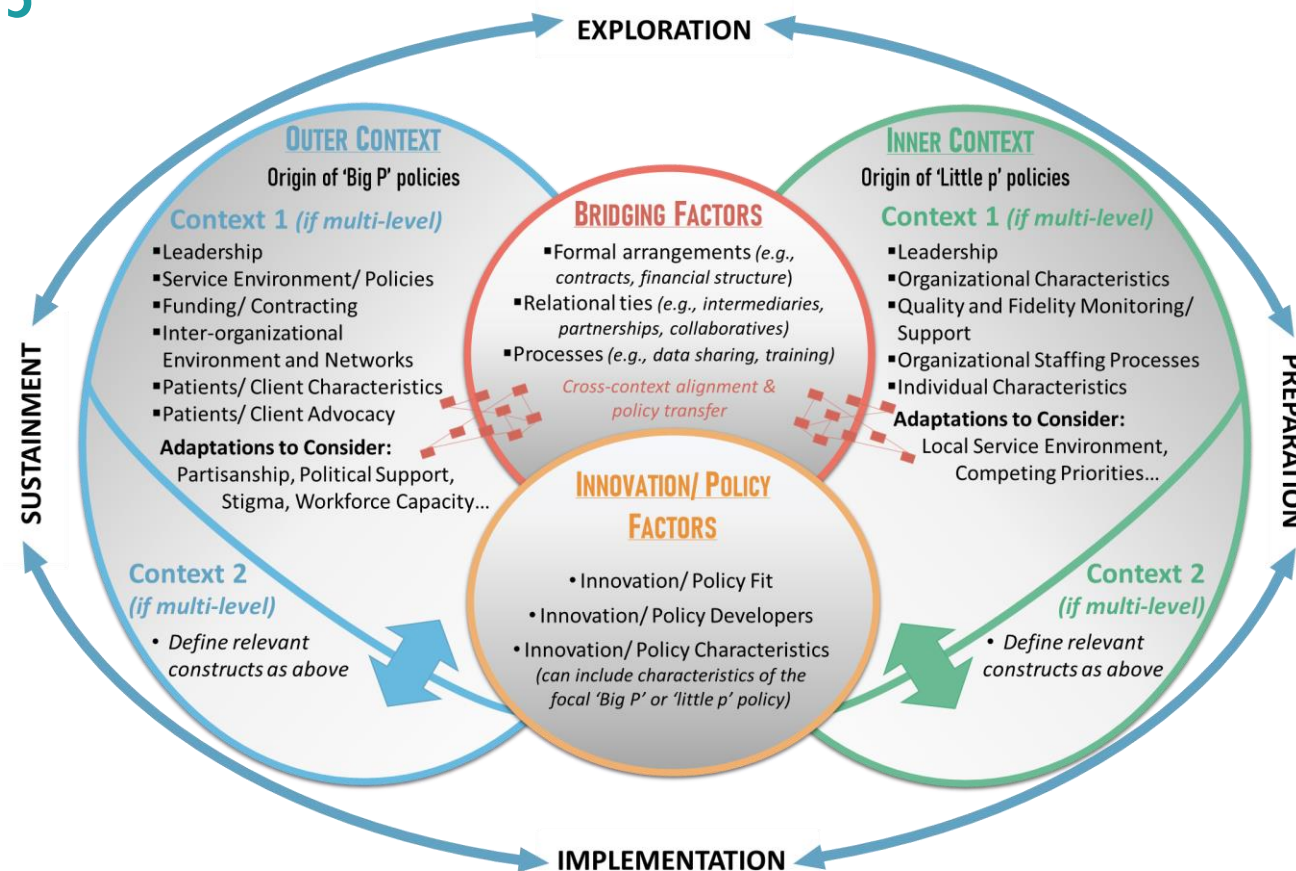 5
EXPLORATION
OUTER CONTEXT
Origin of ‘Big P’ policies
Context 1 (if multi-level)
▪Leadership
▪Service Environment/ Policies
▪Funding/ Contracting
▪Inter-organizational
Environment and Networks
▪Patients/ Client Characteristics
▪Patients/ Client Advocacy
Adaptations to Consider:
Partisanship, Political Support,
Stigma, Workforce Capacity...
Context 2
(if multi-level)
• Define relevant
constructs as above
BRIDGING FACTORS
▪Formal arrangements (e.g.,
contracts, financial structure)
▪Relational ties (e.g., intermediaries,
partnerships, collaboratives)
▪Processes (e.g., data sharing, training)
Cross-context alignment &
policy transfer
INNOVATION/ POLICY
FACTORS
• Innovation/ Policy Fit
• Innovation/ Policy Developers
• Innovation/ Policy Characteristics
(can include characteristics of the
focal ‘Big P’ or ‘little p’ policy)
INNER CONTEXT
Origin of ‘Little p’ policies
Context 1 (if multi-level)
▪Leadership
▪Organizational Characteristics
▪Quality and Fidelity Monitoring/
Support
▪Organizational Staffing Processes
▪Individual Characteristics
Adaptations to Consider:
Local Service Environment,
Competing Priorities...
Context 2
(if multi-level)
• Define relevant
constructs as above
SUSTAINMENT
PREPARATION
IMPLEMENTATION